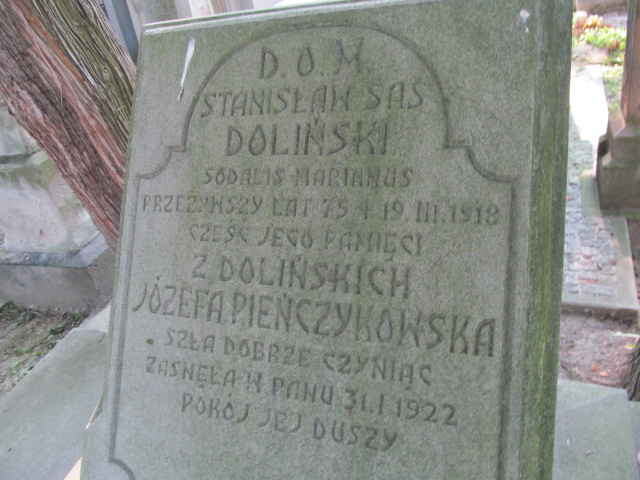 D.O.M
STANISŁAW SAS
DOLIŃSKI
SODALIS MARIANUS
PRZEŻYWSZY LAT 75 + 19.III.1918
CZEŚĆ JEGO PAMIĘCI
Z DOLIŃSKICH
JÓZEFA PIEŃCZYKOWSKA
SZŁA DOBRZE CZYNIĄC
ZASNĘŁA W PANU 31.I 1922
POKÓJ JEJ DUSZY